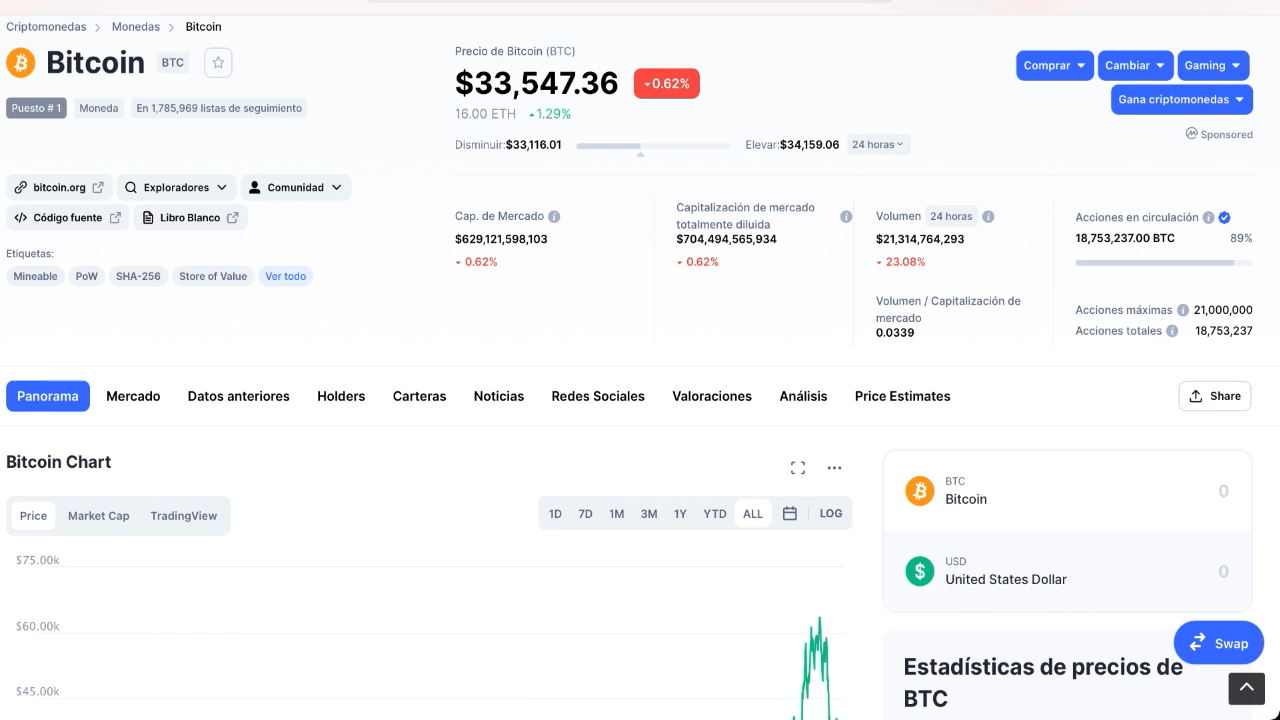 Criptomonedas > Monedas > Bitcoin
Bitcoin BTC
Puesto # 1 Moneda En 1,785,969 listas de seguimiento
bitcoin.org Exploradores Comunidad
Código fuente Libro Blanco
Etiquetas:
Mineable PoW SHA-256 Store of Value Ver todo
Precio de Bitcoin (BTC)
$33,547.36 0.62%
16.00 ETH 1.29%
Disminuir:$33,116.01 Elevar:$34,159.06 24 horas
Comprar Cambiar Gaming
Gana criptomonedas
Sponsored
Cap. de Mercado
$629,121,598,103
0.62%
Capitalización de mercado
totalmente diluida
$704,494,565,934
0.62%
Volumen 24 horas
$21,314,764,293
23.08%
Volumen / Capitalización de
mercado
0.0339
Acciones en circulación
18,753,237.00 BTC 89%
Acciones máximas 21,000,000
Acciones totales 18,753,237
Panorama Mercado Datos anteriores Holders Carteras Noticias Redes Sociales Valoraciones Análisis Price Estimates Share
Bitcoin Chart
Price Market Cap TradingView
1D 7D 1M 3M 1Y YTD ALL LOG
$75.00k
$60.00k
$45.00k
BTC
Bitcoin 0
USD
United States Dollar 0
Swap
Estadísticas de precios de
BTC